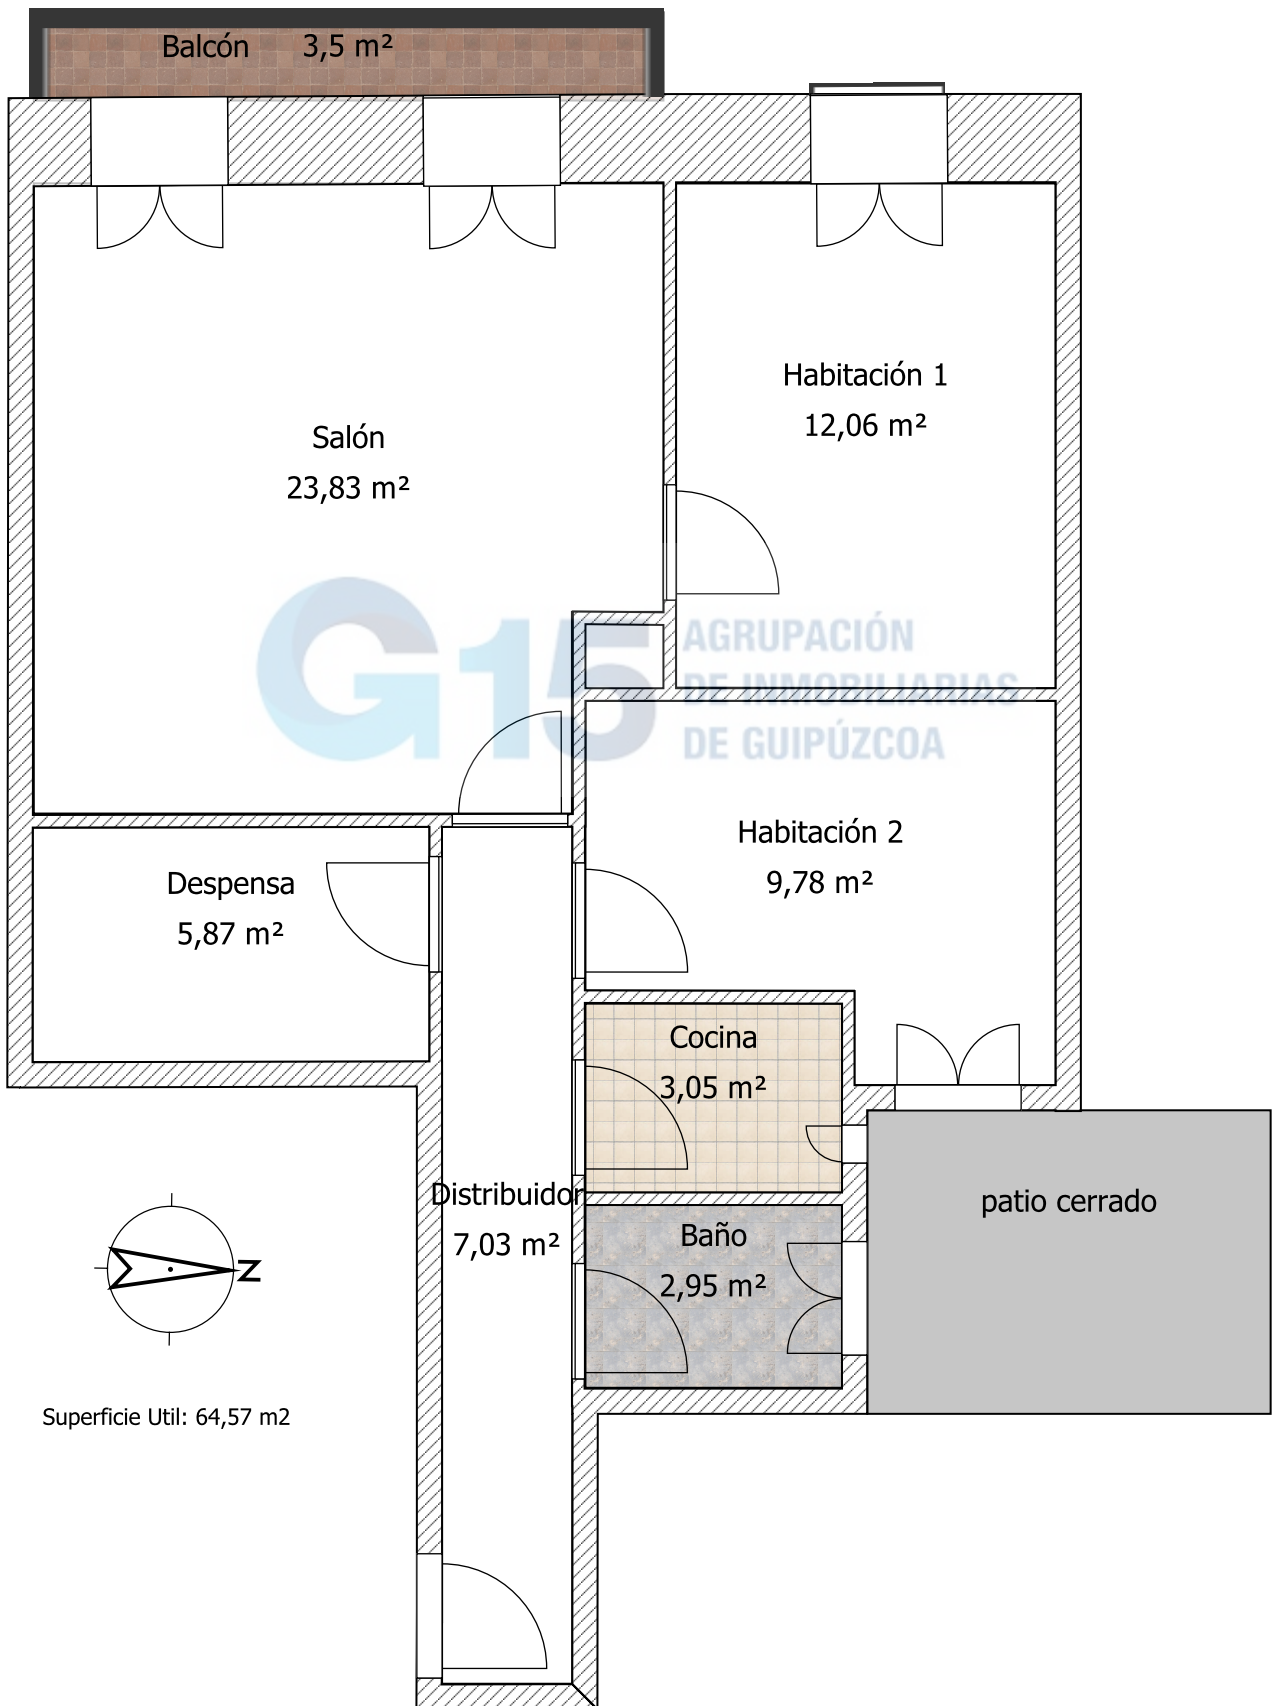 Balcón 3,5 m²
Habitación 1
12,06 m²
Salón
23,83 m²
G15
AGRUPACIÓN
DE INMOBILIARIAS
DE GUIPÚZCOA
Habitación 2
9,78 m²
Despensa
5,87 m²
Cocina
3,05 m²
Distribuidor
7,03 m²
patio cerrado
Baño
2,95 m²
N
Superficie Util: 64,57 m2